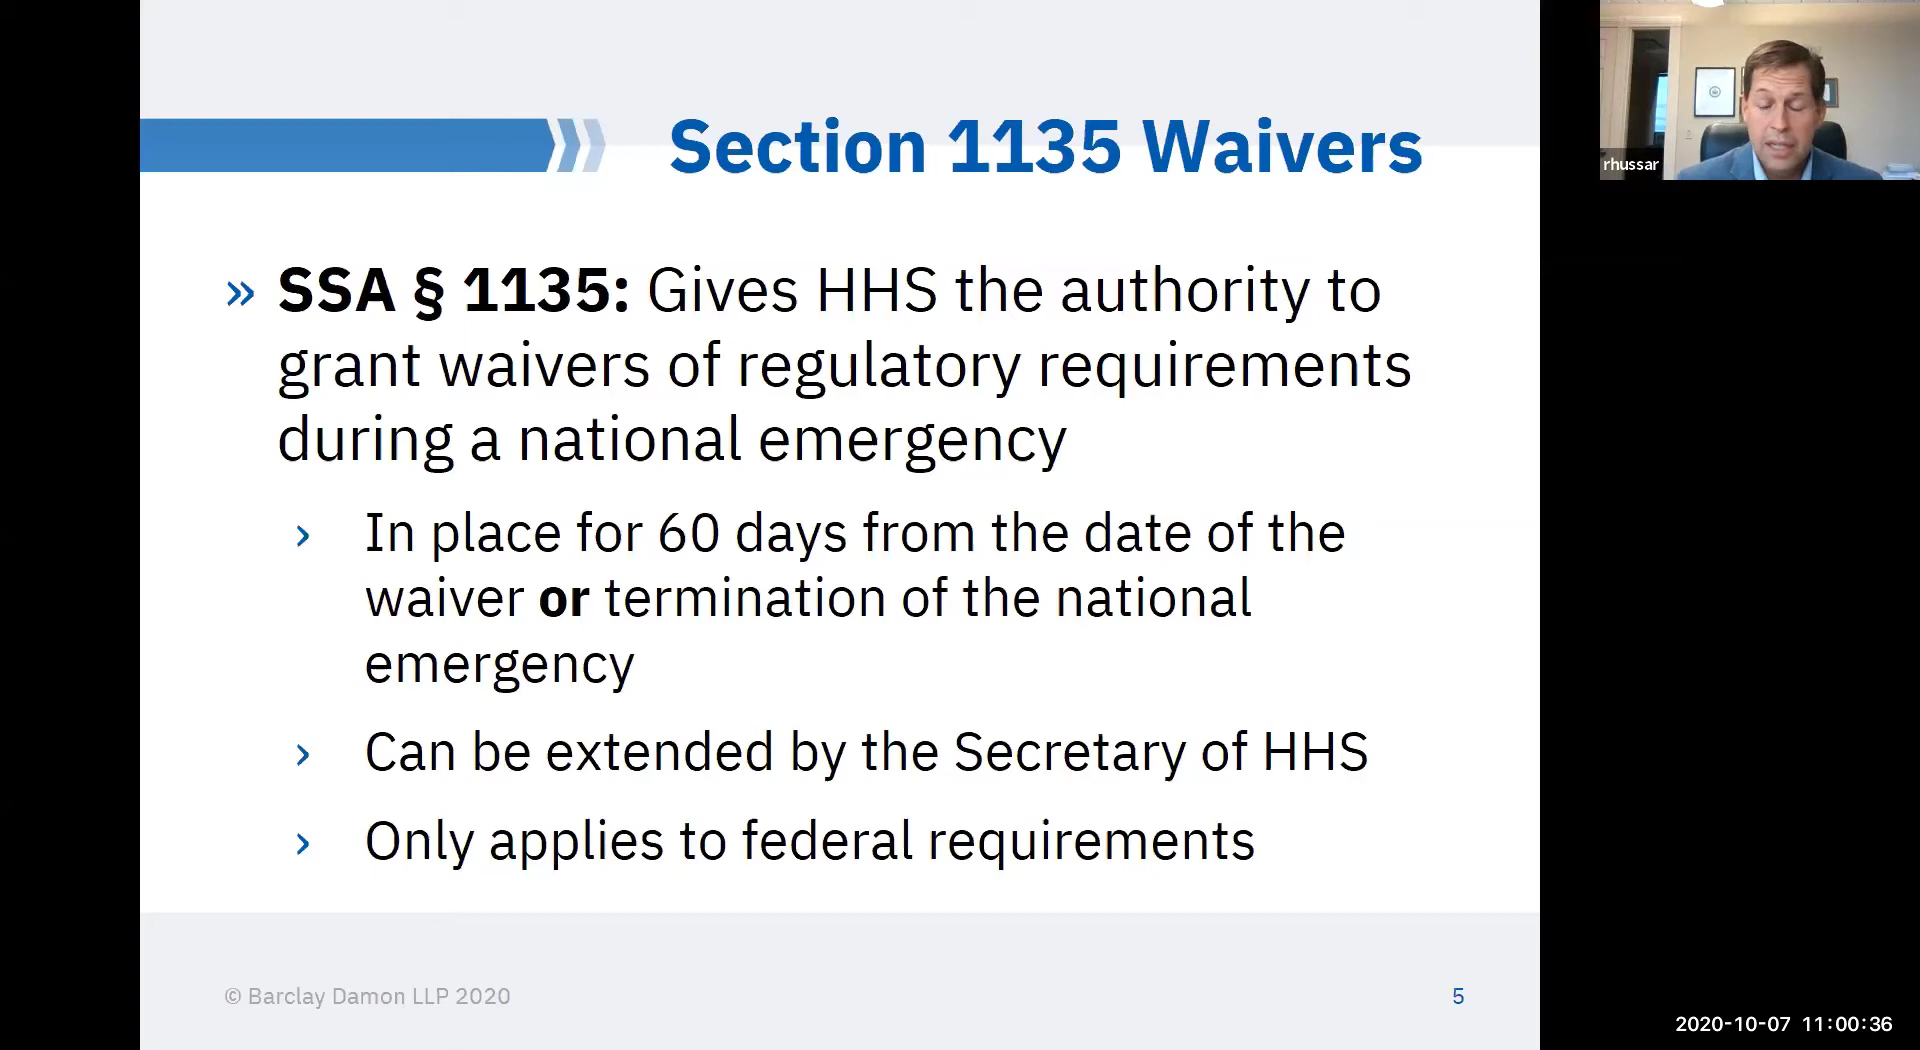 Section 1135 Waivers
» SSA § 1135: Gives HHS the authority to
grant waivers of regulatory requirements
during a national emergency
› In place for 60 days from the date of the
waiver or termination of the national
emergency
› Can be extended by the Secretary of HHS
› Only applies to federal requirements
© Barclay Damon LLP 2020
5
rhussar
2020-10-07 11:00:36